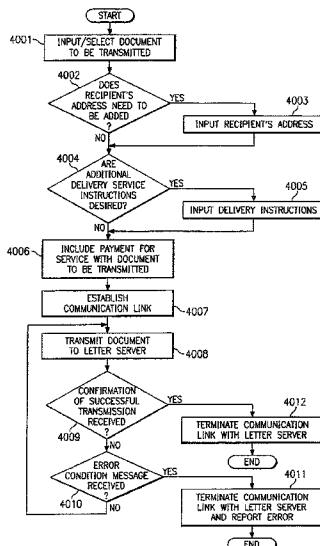 START
4001
INPUT/SELECT DOCUMENT
TO BE TRANSMITTED
4002
DOES
RECIPIENT'S
ADDRESS NEED TO
BE ADDED
?
YES
4003
INPUT RECIPIENT'S ADDRESS
NO
4004
ARE
ADDITIONAL
DELIVERY SERVICE
INSTRUCTIONS
DESIRED?
YES
4005
INPUT DELIVERY INSTRUCTIONS
NO
4006
INCLUDE PAYMENT FOR
SERVICE WITH DOCUMENT
TO BE TRANSMITTED
ESTABLISH
COMMUNICATION LINK
4007
TRANSMIT DOCUMENT
TO LETTER SERVER
4008
CONFIRMATION
OF SUCCESSFUL
TRANSMISSION
RECEIVED
?
4009
YES
4012
TERMINATE COMMUNICATION
LINK WITH LETTER SERVER
END
NO
ERROR
CONDITION MESSAGE
RECEIVED
?
4010
YES
4011
TERMINATE COMMUNICATION
LINK WITH LETTER SERVER
AND REPORT ERROR
NO
END